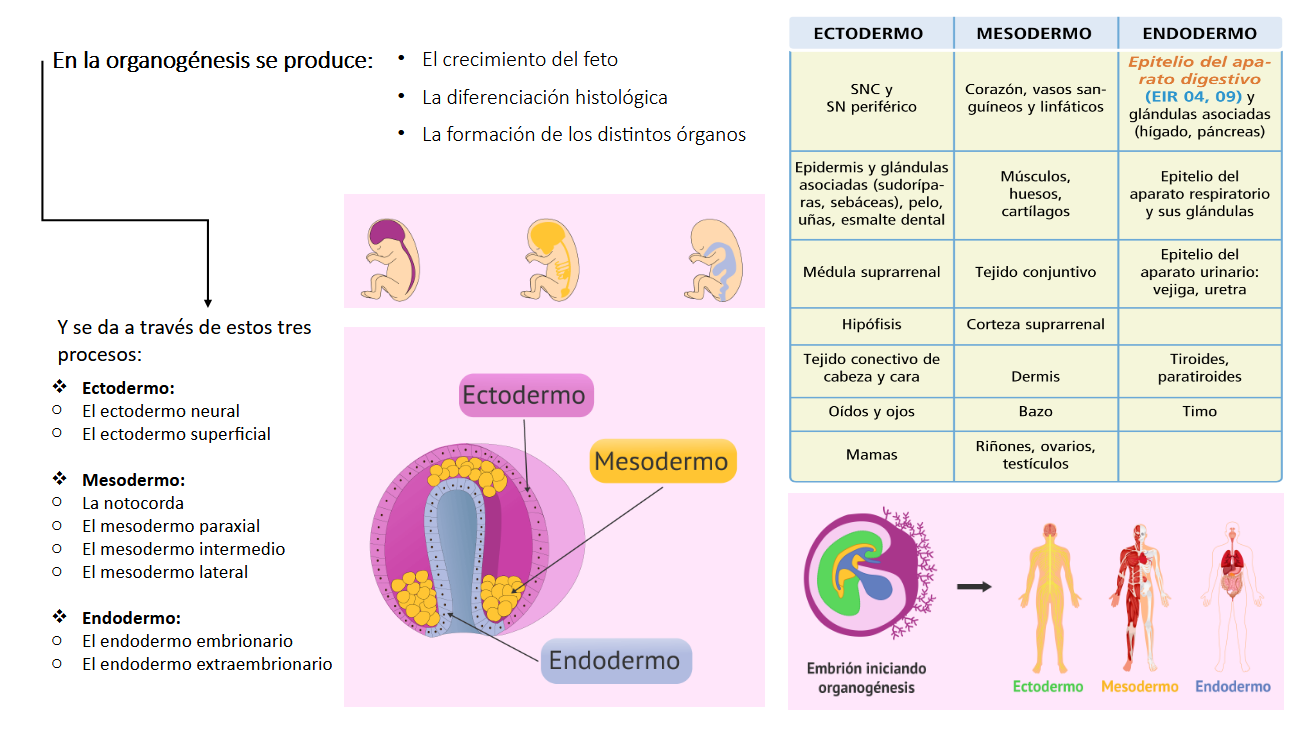 En la organogénesis se produce:
• El crecimiento del feto
• La diferenciación histológica
• La formación de los distintos órganos
Y se da a través de estos tres
procesos:
❖ Ectodermo:
o El ectodermo neural
o El ectodermo superficial
❖ Mesodermo:
o La notocorda
o El mesodermo paraxial
o El mesodermo intermedio
o El mesodermo lateral
❖ Endodermo:
o El endodermo embrionario
o El endodermo extraembrionario
Ectodermo
Mesodermo
Endodermo
ECTODERMO MESODERMO ENDODERMO
SNC y
SN periférico
Corazón, vasos san-
guíneos y linfáticos
Epitelio del apa-
rato digestivo
(EIR 04, 09) y
glándulas asociadas
(hígado, páncreas)
Epidermis y glándulas
asociadas (sudorípa-
ras, sebáceas), pelo,
uñas, esmalte dental
Músculos,
huesos,
cartílagos
Epitelio del
aparato respiratorio
y sus glándulas
Médula suprarrenal
Tejido conjuntivo
Epitelio del
aparato urinario:
vejiga, uretra
Hipófisis
Corteza suprarrenal
Tejido conectivo de
cabeza y cara
Dermis
Tiroides,
paratiroides
Oídos y ojos
Bazo
Timo
Mamas
Riñones, ovarios,
testículos
Embrión iniciando
organogénesis
Ectodermo
Mesodermo
Endodermo